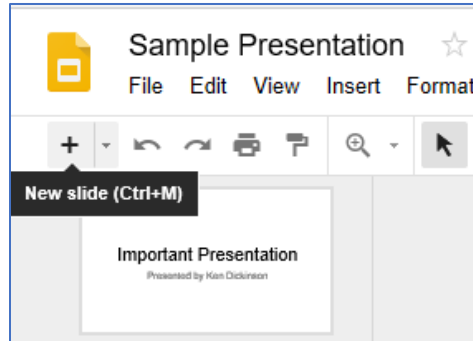 Sample Presentation
File Edit View Insert Format
New slide (Ctrl+M)
Important Presentation
Presented by Ken Dickinson